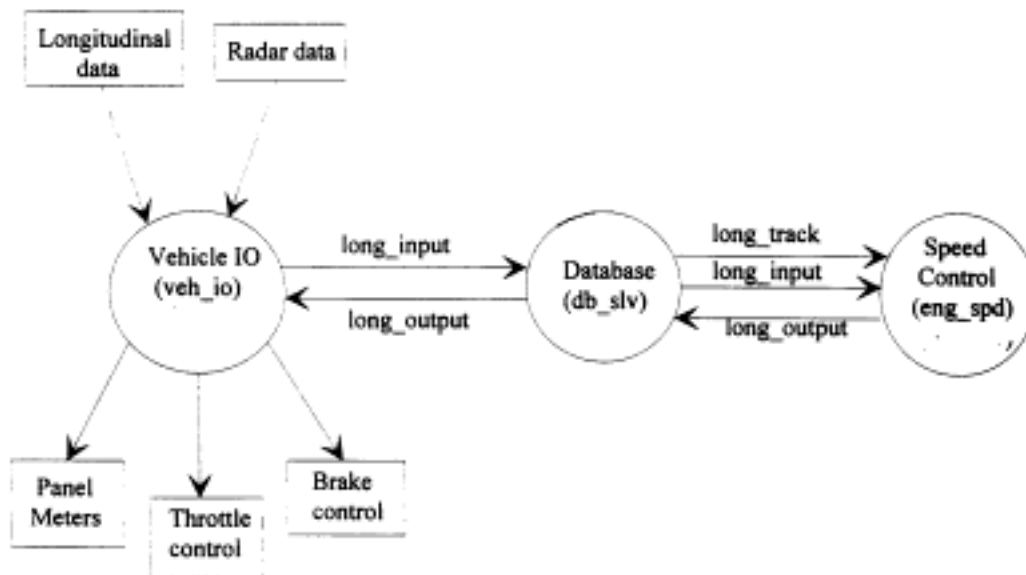 Longitudinal
data
Radar data
Vehicle IO
(veh_io)
long_input
long_output
Database
(db_slv)
long_track
long_input
long_output
Speed
Control
(eng_spd)
Panel
Meters
Throttle
control
Brake
control